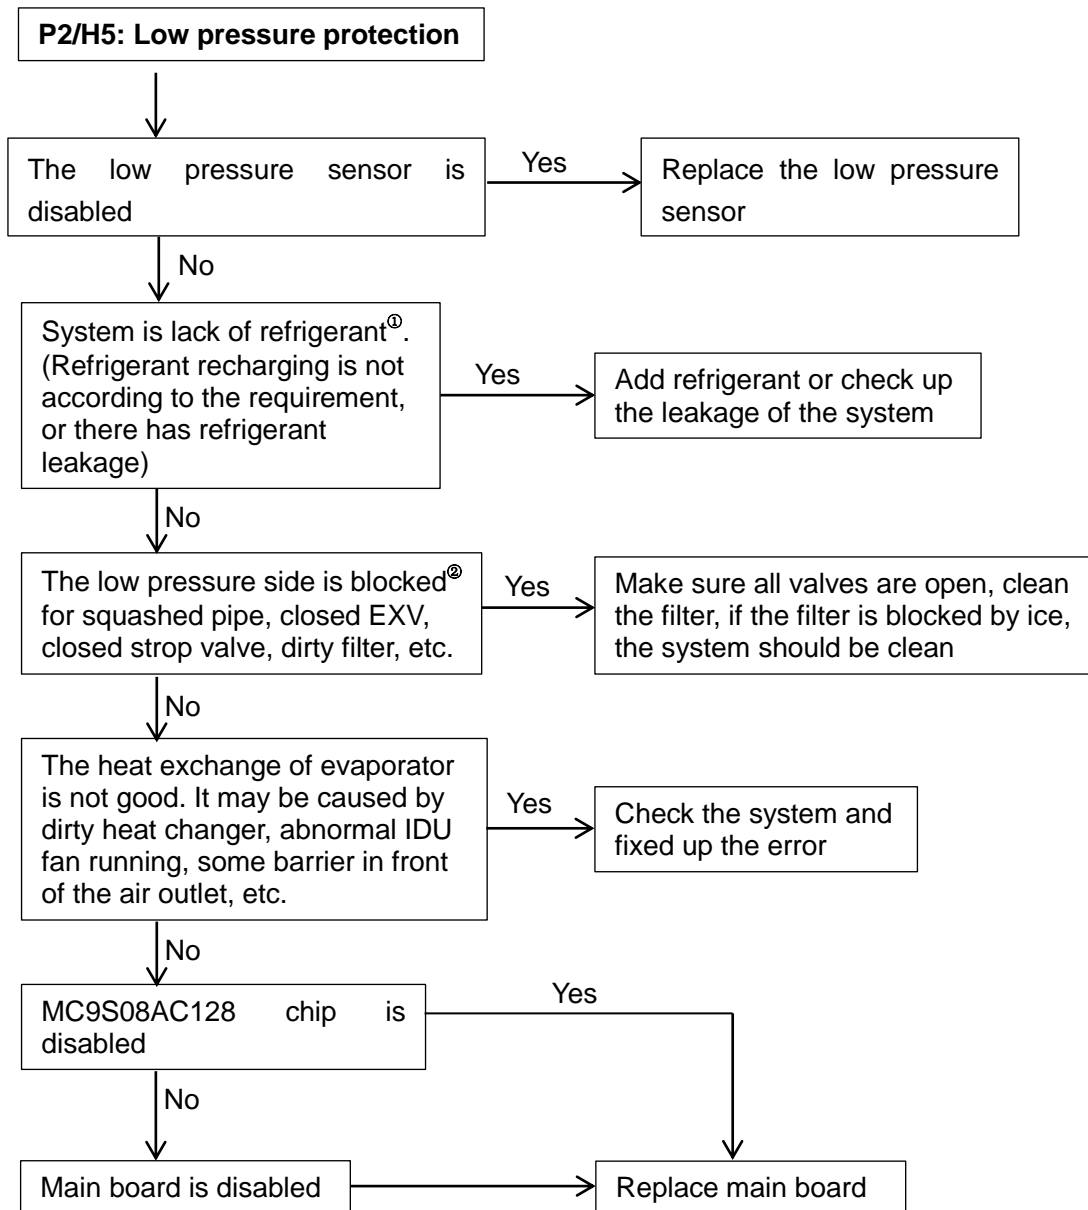 P2/H5: Low pressure protection
The low pressure sensor is
disabled
Yes
Replace the low pressure
sensor
No
System is lack of refrigerant①.
(Refrigerant recharging is not
according to the requirement,
or there has refrigerant
leakage)
Yes
Add refrigerant or check up
the leakage of the system
No
The low pressure side is blocked②
for squashed pipe, closed EXV,
closed strop valve, dirty filter, etc.
Yes
Make sure all valves are open, clean
the filter, if the filter is blocked by ice,
the system should be clean
No
The heat exchange of evaporator
is not good. It may be caused by
dirty heat changer, abnormal IDU
fan running, some barrier in front
of the air outlet, etc.
Yes
Check the system and
fixed up the error
No
MC9S08AC128 chip is
disabled
Yes
No
Main board is disabled
Replace main board